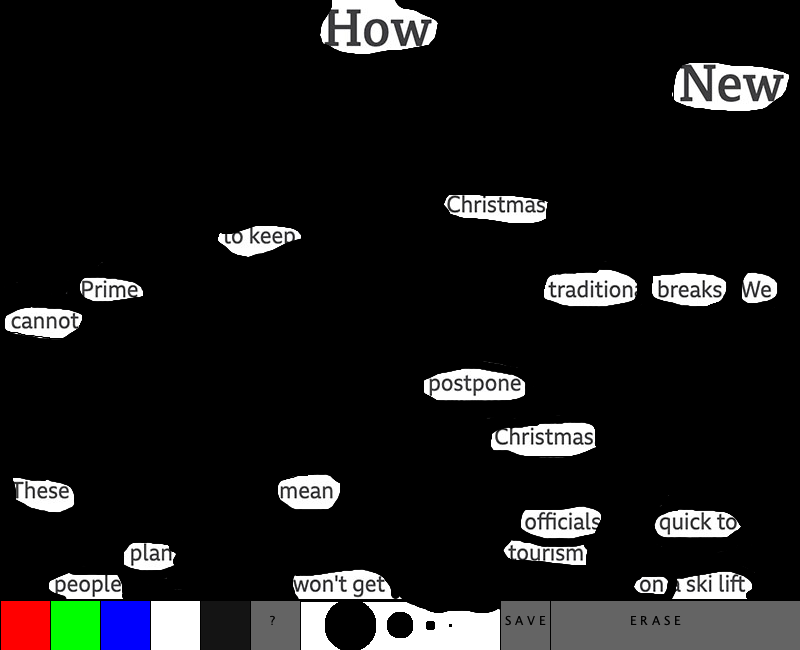 How
New
Christmas
to keep
Prime traditiona breaks We
cannot
postpone
Christmas
These mean
officials quick to
plan tourism
people won't get on a ski lift
? SAVE ERASE